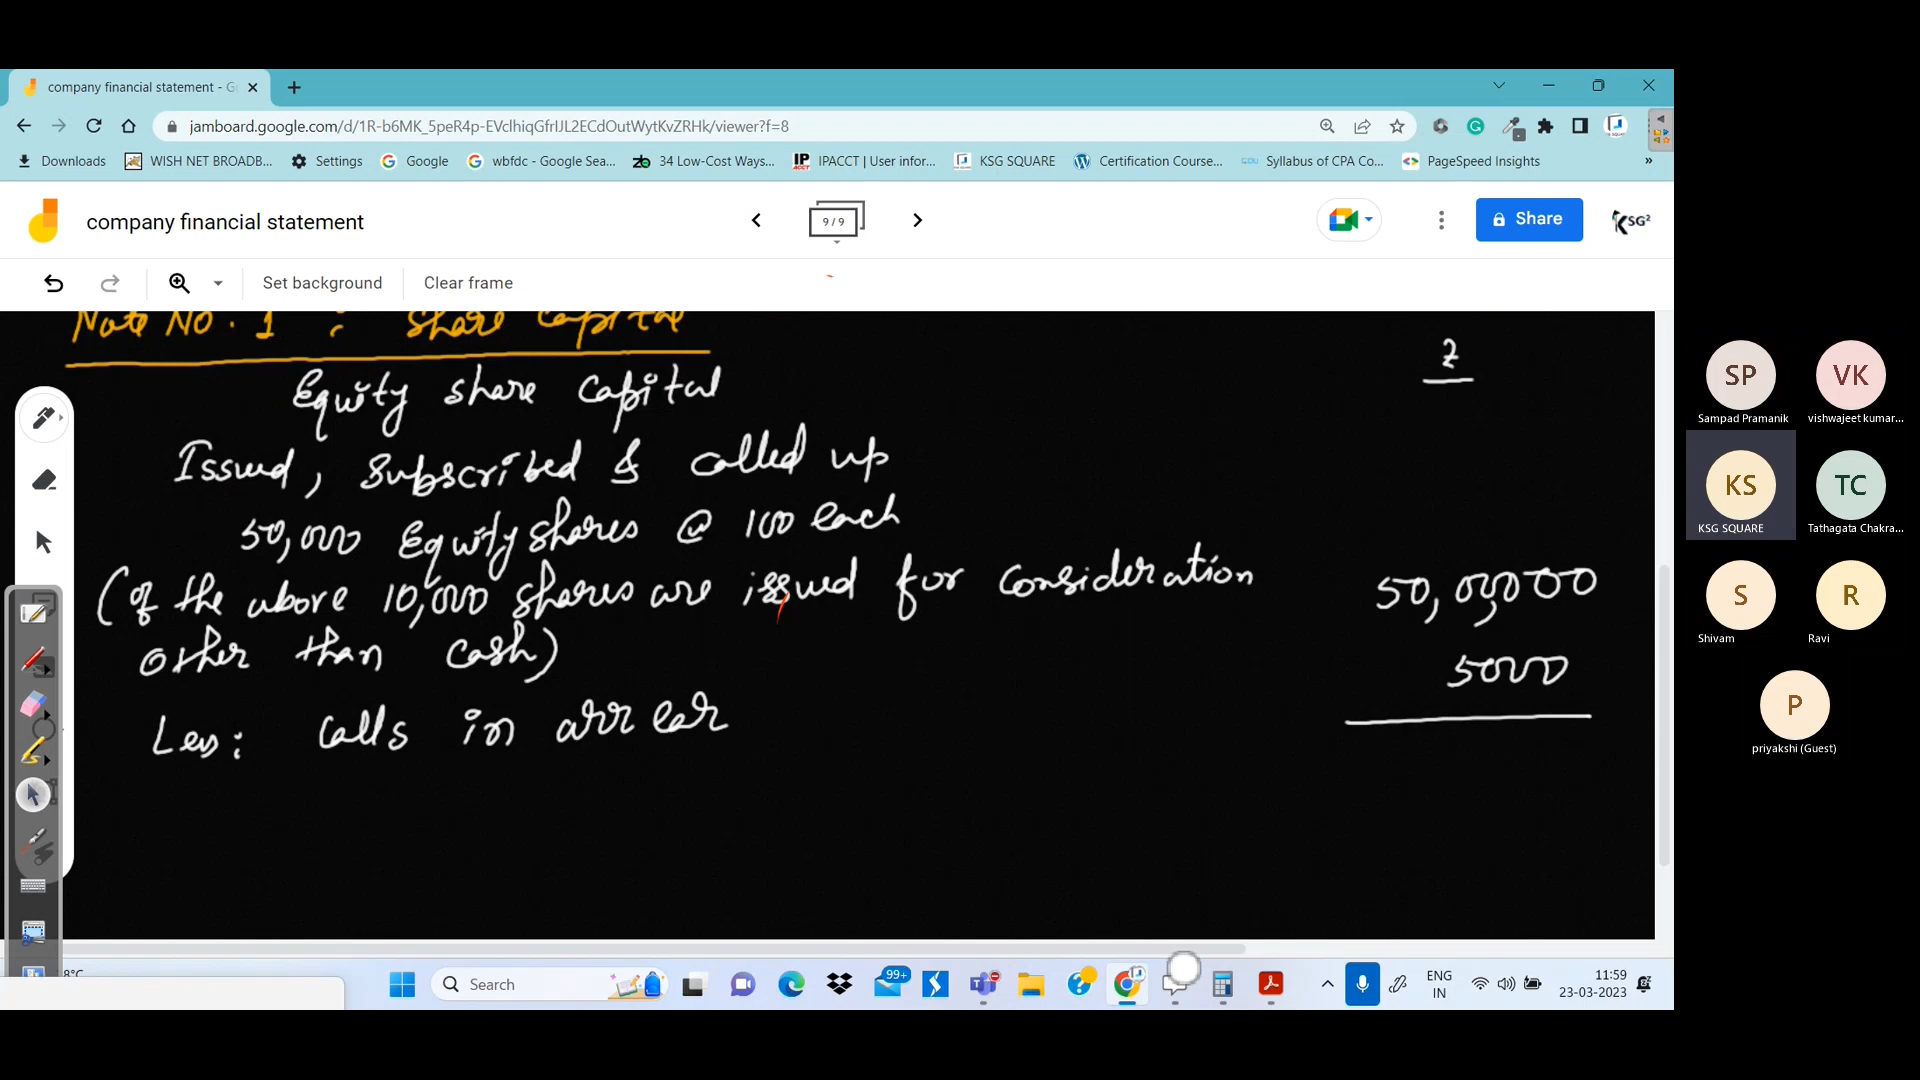 company financial statement - G
jamboard.google.com/d/1R-b6MK_5peR4p-EVclhiqGfrIJL2ECdOutWytKvZRHk/viewer?f=8
Downloads WISH NET BROADB... Settings Google wbfdc - Google Sea... 34 Low-Cost Ways... IPACCT | User infor... KSG SQUARE Certification Course... Syllabus of CPA Co... PageSpeed Insights »
company financial statement
9 / 9
Share
KSG²
Set background Clear frame
Note No. 1 : Share Capital
₹
Equity share capital
Issued, Subscribed & called up
50,000 Equity shares @ 100 each
(of the above 10,000 shares are issued for consideration 50,00,000
other than cash)
5000
Less: calls in arrear
SP
Sampad Pramanik
VK
vishwajeet kumar...
KS
KSG SQUARE
TC
Tathagata Chakra...
S
Shivam
R
Ravi
P
priyakshi (Guest)
8°C
Search
99+
ENG
IN
11:59
23-03-2023